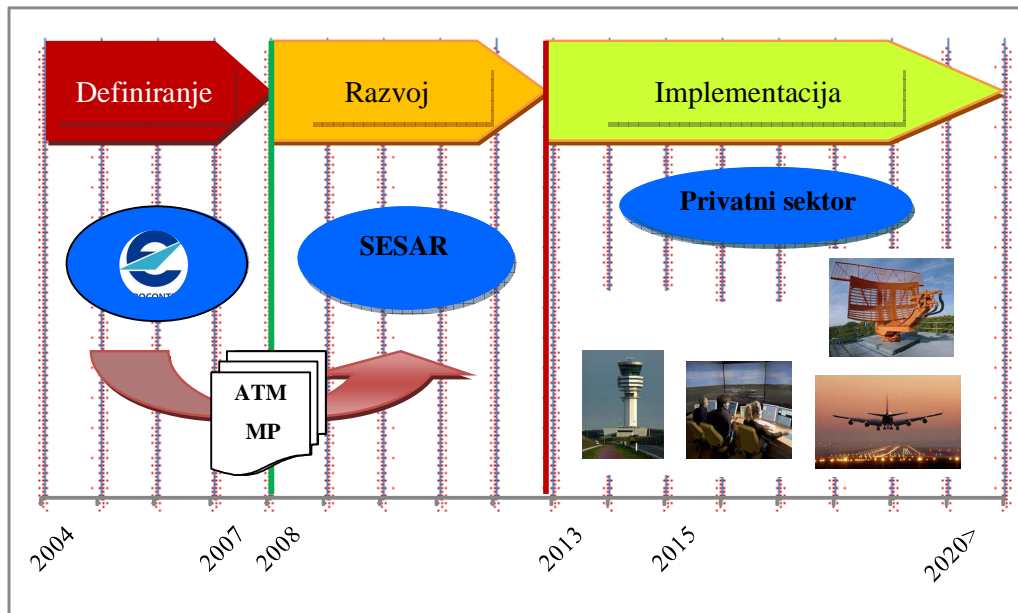 Definiranje
Razvoj
Implementacija
Privatni sektor
SESAR
ATM
MP
2004
2007
2008
2013
2015
2020>